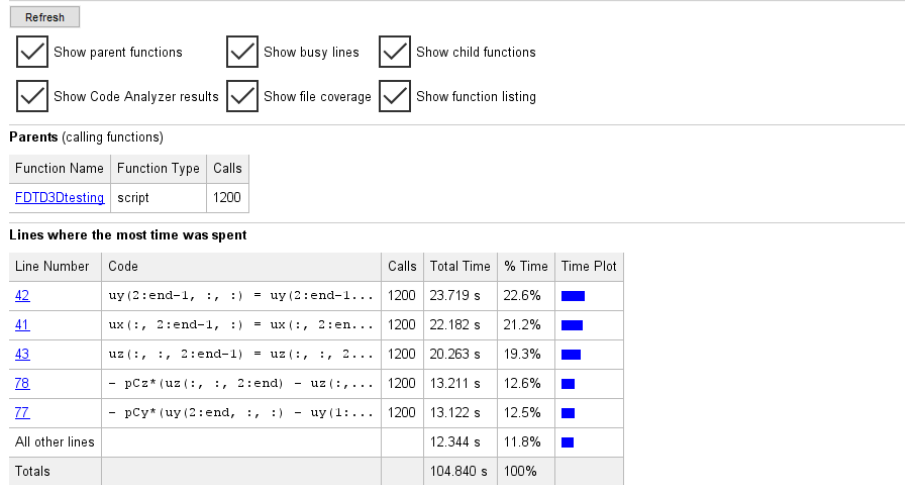 Refresh
Show parent functions Show busy lines Show child functions
Show Code Analyzer results Show file coverage Show function listing
Parents (calling functions)
Function Name Function Type Calls
FDTD3Dtesting script 1200
Lines where the most time was spent
Line Number Code Calls Total Time % Time Time Plot
42 uy(2:end-1, :, :) = uy(2:end-1... 1200 23.719 s 22.6%
41 ux(:, 2:end-1, :) = ux(:, 2:en... 1200 22.182 s 21.2%
43 uz(:, :, 2:end-1) = uz(:, :, 2... 1200 20.263 s 19.3%
78 - pCz*(uz(:, :, 2:end) - uz(:,... 1200 13.211 s 12.6%
77 - pCy*(uy(2:end, :, :) - uy(1:... 1200 13.122 s 12.5%
All other lines 12.344 s 11.8%
Totals 104.840 s 100%